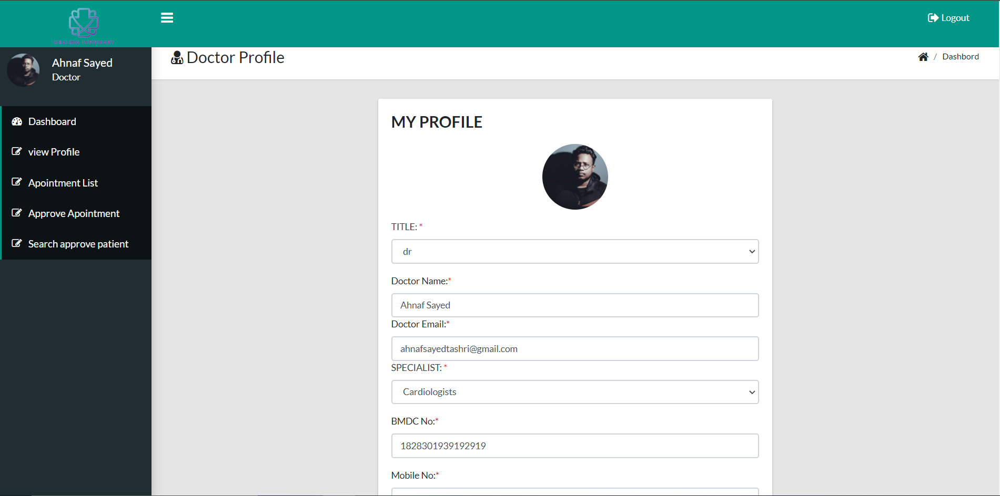 HEALING INFIRMARY
Logout
Ahnaf Sayed
Doctor
Dashboard
view Profile
Apointment List
Approve Apointment
Search approve patient
Doctor Profile
/ Dashbord
MY PROFILE
TITLE: *
dr
Doctor Name:*
Ahnaf Sayed
Doctor Email:*
ahnafsayedtashri@gmail.com
SPECIALIST: *
Cardiologists
BMDC No:*
1828301939192919
Mobile No:*